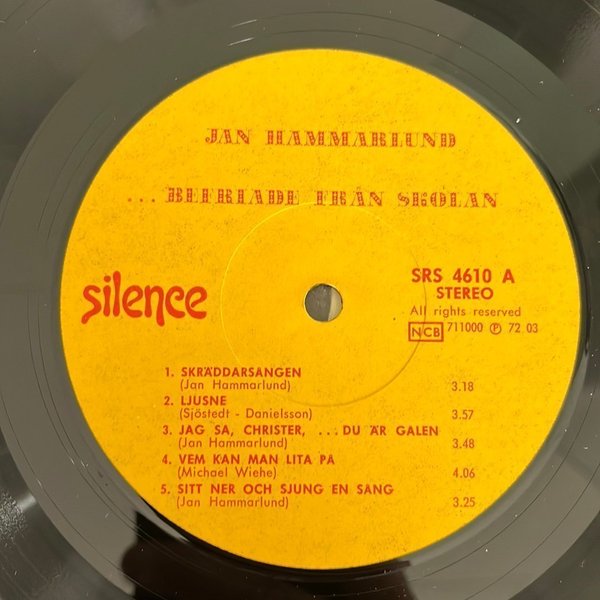 JAN HAMMARLUND
... BEFRIADE FRÅN SKOLAN
silence
SRS 4610 A
STEREO
All rights reserved
NCB 711000 Ⓟ 72 03
1. SKRÄDDARSANGEN
(Jan Hammarlund) 3.18
2. LJUSNE
(Sjöstedt - Danielsson) 3.57
3. JAG SA, CHRISTER, ...DU ÄR GALEN
(Jan Hammarlund) 3.48
4. VEM KAN MAN LITA PA
(Michael Wiehe) 4.06
5. SITT NER OCH SJUNG EN SANG
(Jan Hammarlund) 3.25